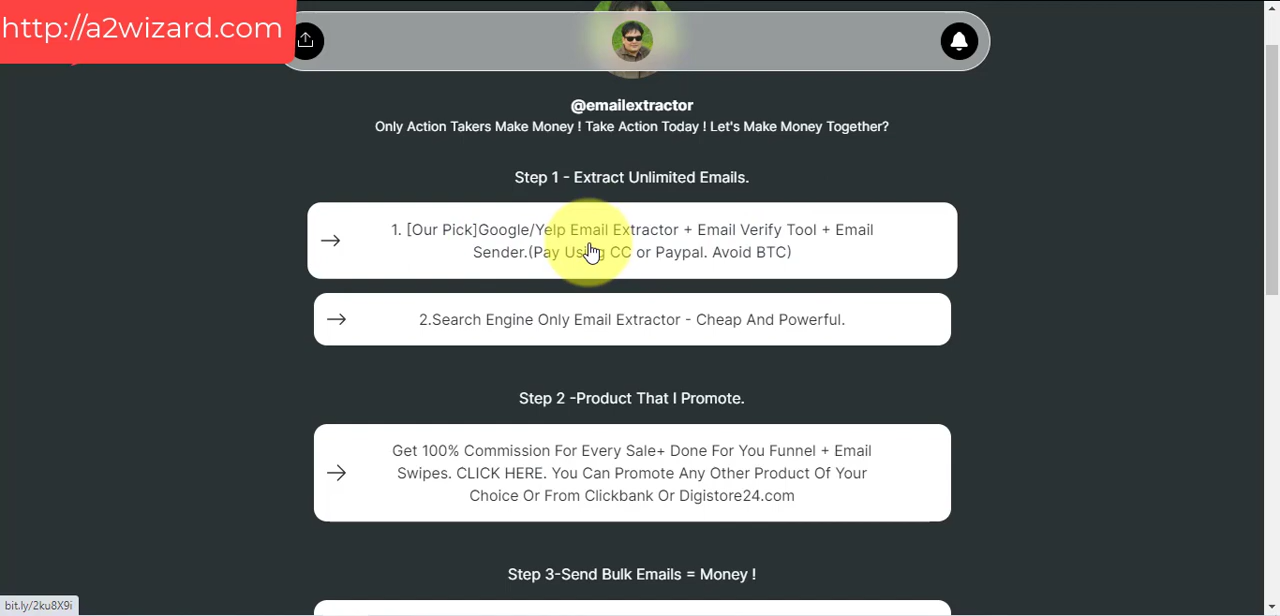 http://a2wizard.com
@emailextractor
Only Action Takers Make Money ! Take Action Today ! Let's Make Money Together?
Step 1 - Extract Unlimited Emails.
1. [Our Pick]Google/Yelp Email Extractor + Email Verify Tool + Email
Sender.(Pay Using CC or Paypal. Avoid BTC)
2.Search Engine Only Email Extractor - Cheap And Powerful.
Step 2 -Product That I Promote.
Get 100% Commission For Every Sale+ Done For You Funnel + Email
Swipes. CLICK HERE. You Can Promote Any Other Product Of Your
Choice Or From Clickbank Or Digistore24.com
Step 3-Send Bulk Emails = Money !
bit.ly/2ku8X9i